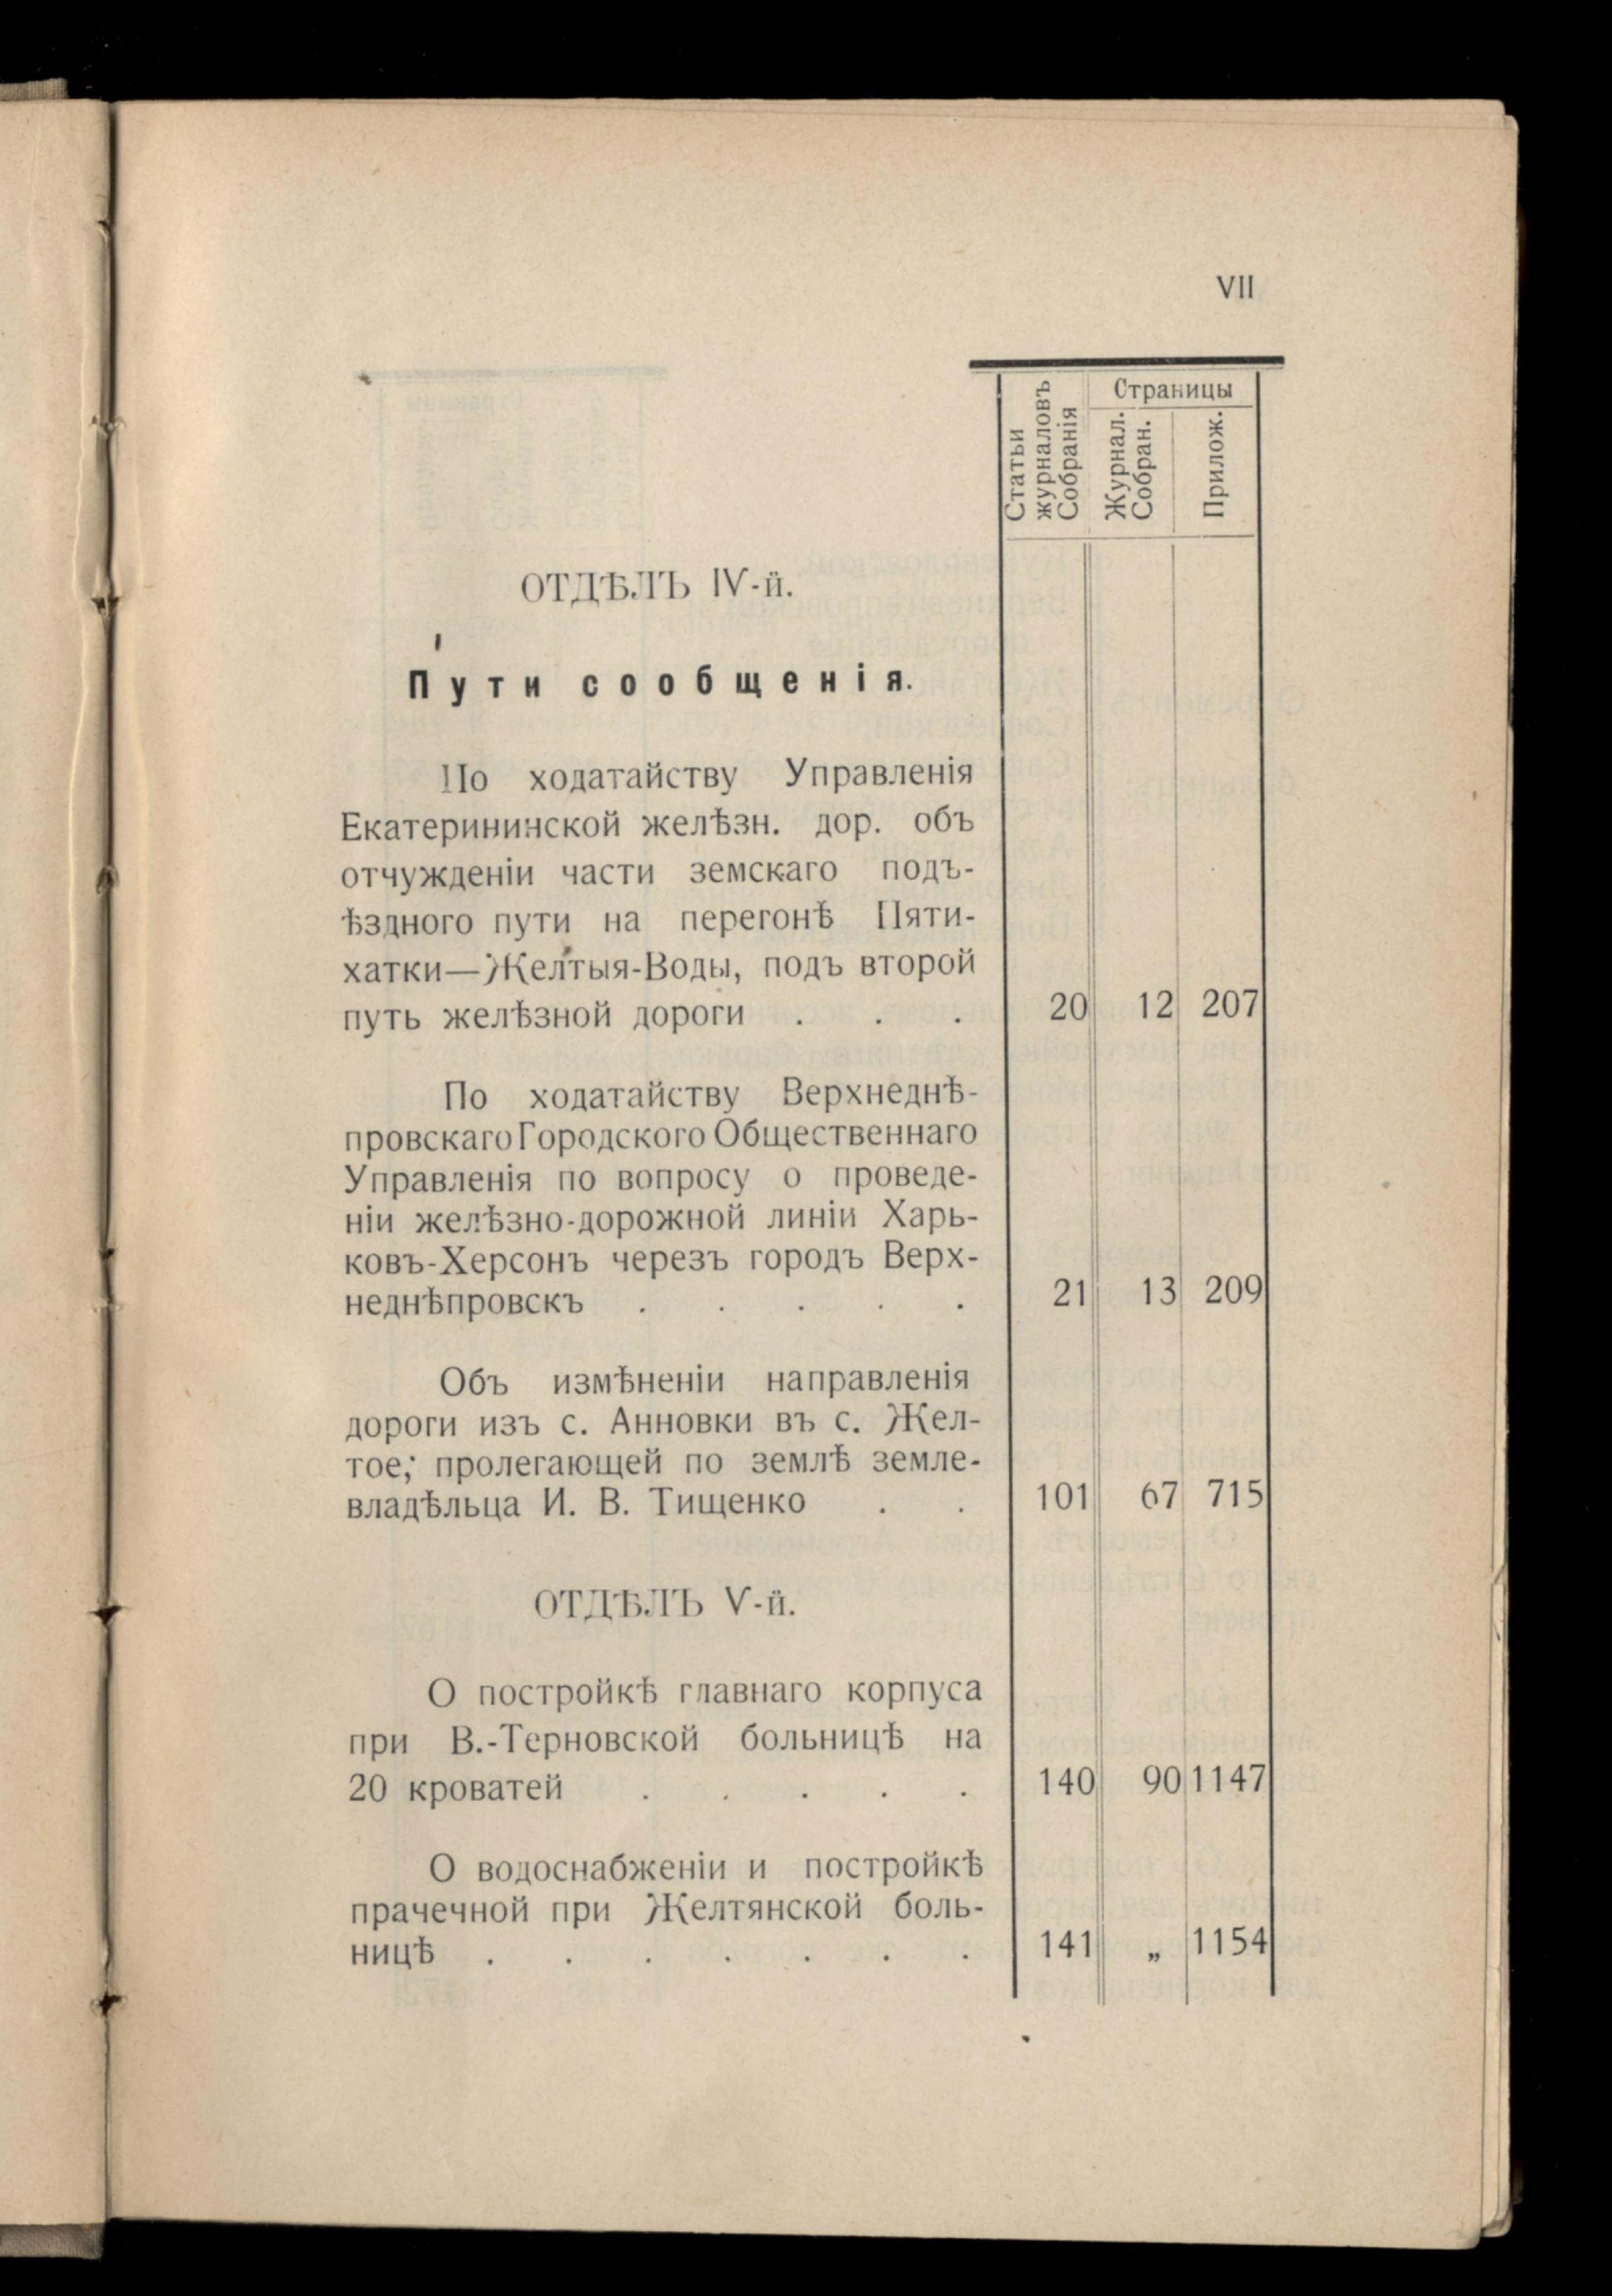 VII
Статьи
журналовъ
Собранія
Страницы
Журнал.
Собран.
Прилож.
ОТДѢЛЪ IV-й.
Пути сообщенія.
По ходатайству Управленія
Екатерининской желѣзн. дор. объ
отчужденіи части земскаго подъ-
ѣздного пути на перегонѣ Пяти-
хатки—Желтыя-Воды, подъ второй
путь желѣзной дороги . . . 20 12 207
По ходатайству Верхнеднѣ-
провскаго Городского Общественнаго
Управленія по вопросу о проведе-
ніи желѣзно-дорожной линіи Харь-
ковъ-Херсонъ черезъ городъ Верх-
неднѣпровскъ . . . . . 21 13 209
Объ измѣненіи направленія
дороги изъ с. Анновки въ с. Жел-
тое; пролегающей по землѣ земле-
владѣльца И. В. Тищенко . . 101 67 715
ОТДѢЛЪ V-й.
О постройкѣ главнаго корпуса
при В.-Терновской больницѣ на
20 кроватей . . . . . 140 90 1147
О водоснабженіи и постройкѣ
прачечной при Желтянской боль-
ницѣ . . . . . . . 141 „ 1154